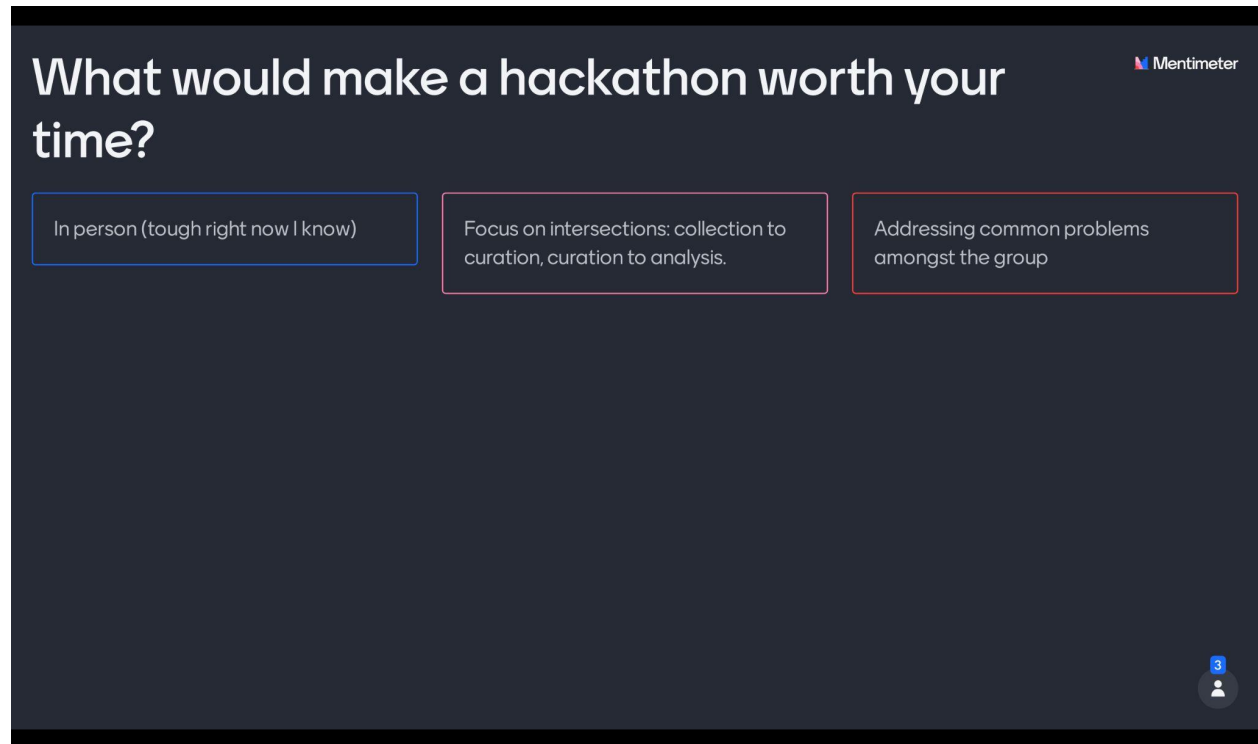 What would make a hackathon worth your
time?
Mentimeter
In person (tough right now I know)
Focus on intersections: collection to
curation, curation to analysis.
Addressing common problems
amongst the group
3